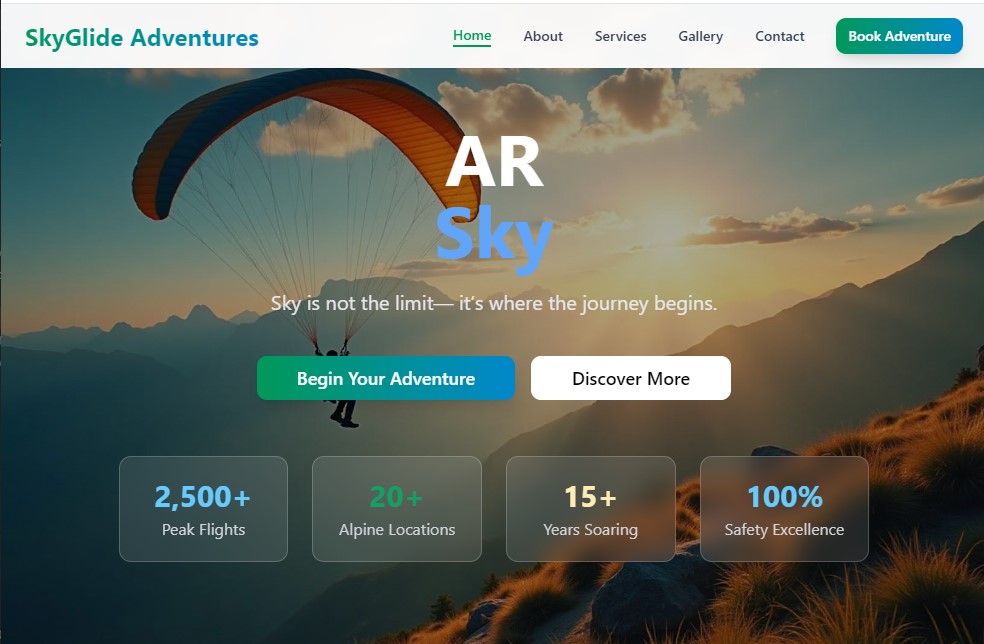 SkyGlide Adventures
Home About Services Gallery Contact Book Adventure
AR
Sky
Sky is not the limit— it's where the journey begins.
Begin Your Adventure Discover More
2,500+ 20+ 15+ 100%
Peak Flights Alpine Locations Years Soaring Safety Excellence